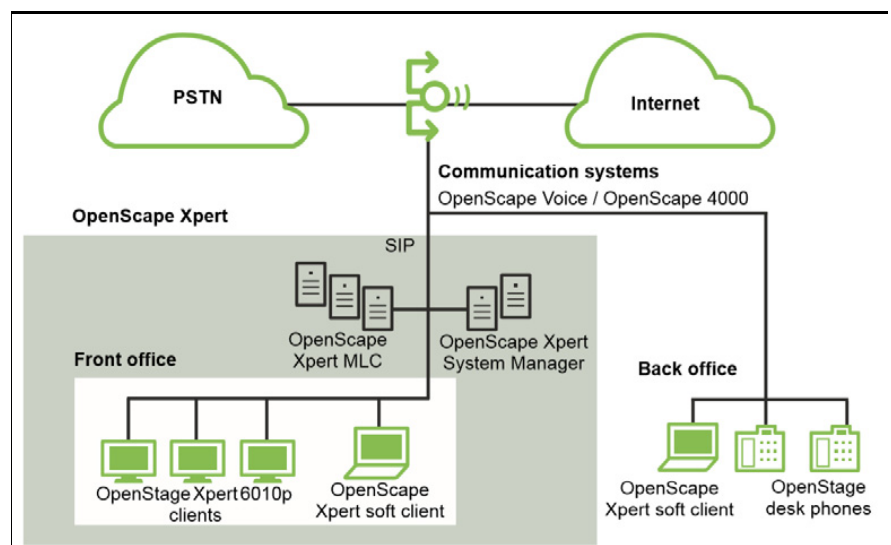 PSTN
Internet
Communication systems
OpenScape Voice / OpenScape 4000
OpenScape Xpert
SIP
OpenScape
Xpert MLC
OpenScape Xpert
System Manager
Front office
Back office
OpenStage Xpert 6010p
clients
OpenScape
Xpert soft client
OpenScape
Xpert soft client
OpenStage
desk phones